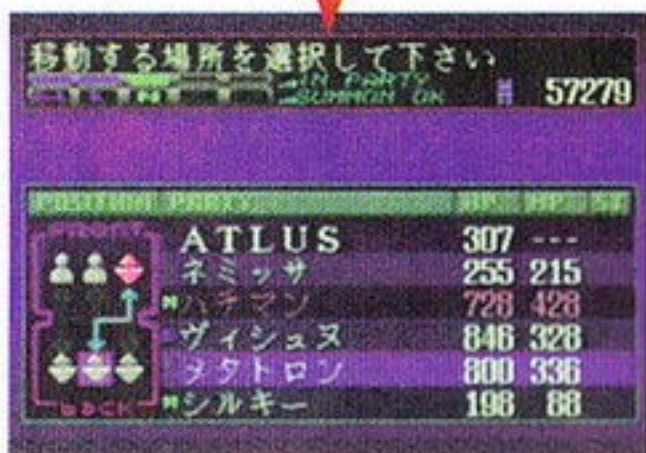 移動する場所を選択して下さい
IN PARTY
SUMMON OK 57279
POSITION PARTY HP MP ST
FRONT
ATLUS 307 ---
ネミッサ 255 215
ハチマン 728 428
ヴィシュヌ 846 328
メタトロン 800 336
シルキー 198 88
BACK